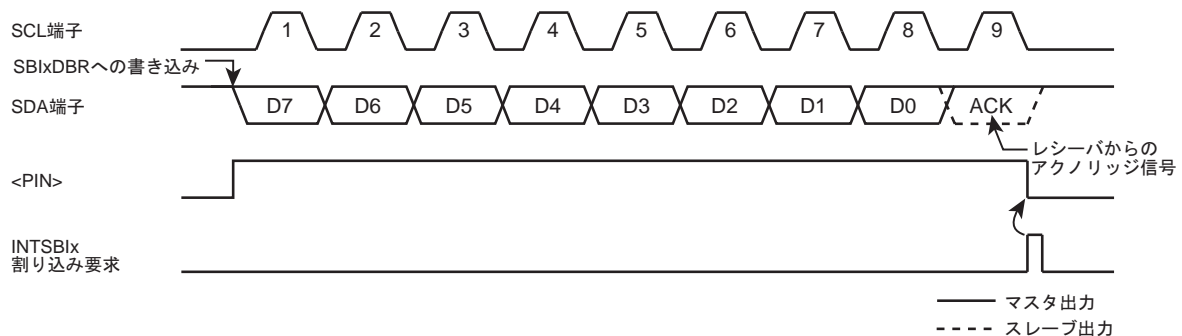 SCL端子
1 2 3 4 5 6 7 8 9
SBIxDBRへの書き込み
SDA端子
D7 D6 D5 D4 D3 D2 D1 D0 ACK
レシーバからの
アクノリッジ信号
<PIN>
INTSBIx
割り込み要求
マスタ出力
スレーブ出力